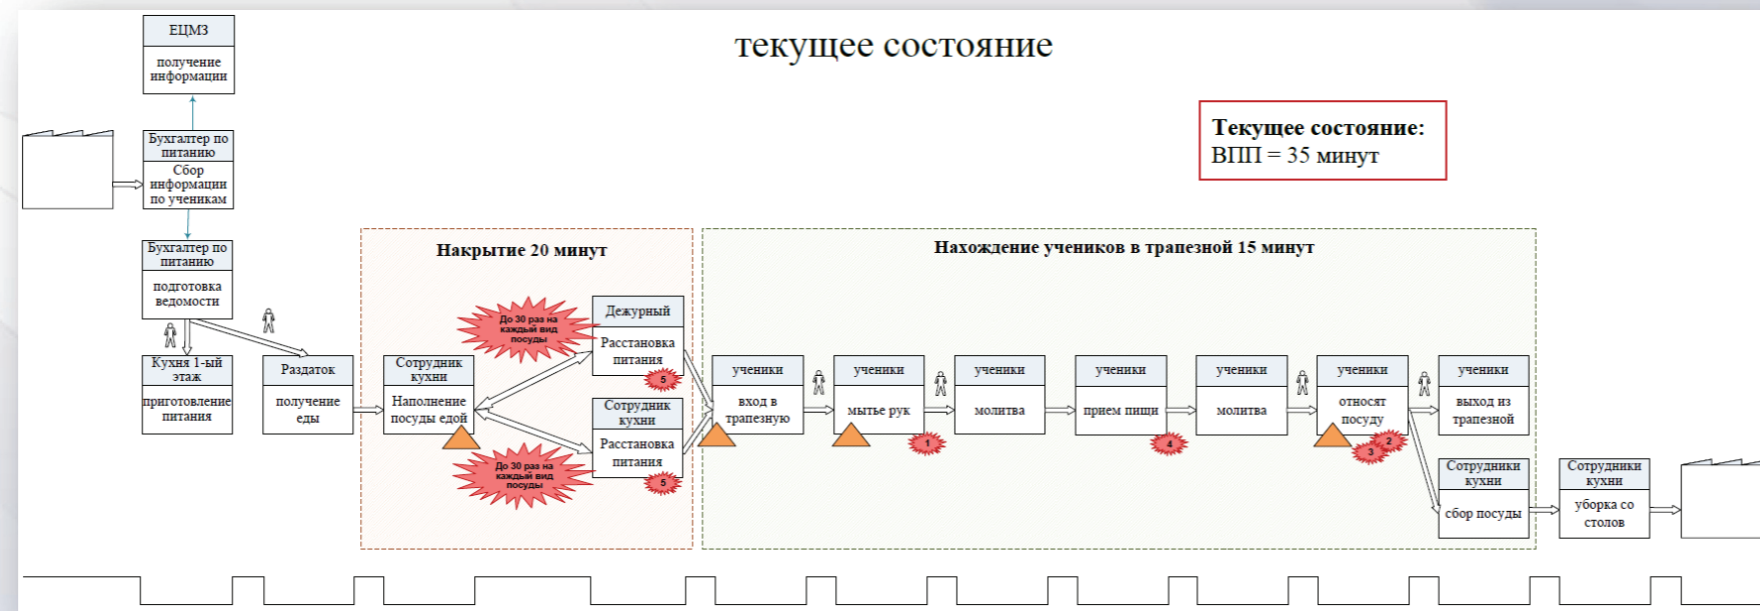 текущее состояние
ЕЦМЗ
получение
информации
Текущее состояние:
ВПП = 35 минут
Бухгалтер по
питанию
Сбор
информации
по ученикам
Бухгалтер по
питанию
подготовка
ведомости
Кухня 1-ый
этаж
приготовление
питания
Раздаток
получение
еды
Накрытие 20 минут
Сотрудник
кухни
Наполнение
посуды едой
До 30 раз на
каждый вид
посуды
Дежурный
Расстановка
питания
5
До 30 раз на
каждый вид
посуды
Сотрудник
кухни
Расстановка
питания
5
Нахождение учеников в трапезной 15 минут
ученики
вход в
трапезную
ученики
мытье рук
1
ученики
молитва
ученики
прием пищи
4
ученики
молитва
ученики
относят
посуду
2
3
ученики
выход из
трапезной
Сотрудники
кухни
сбор посуды
Сотрудники
кухни
уборка со
столов